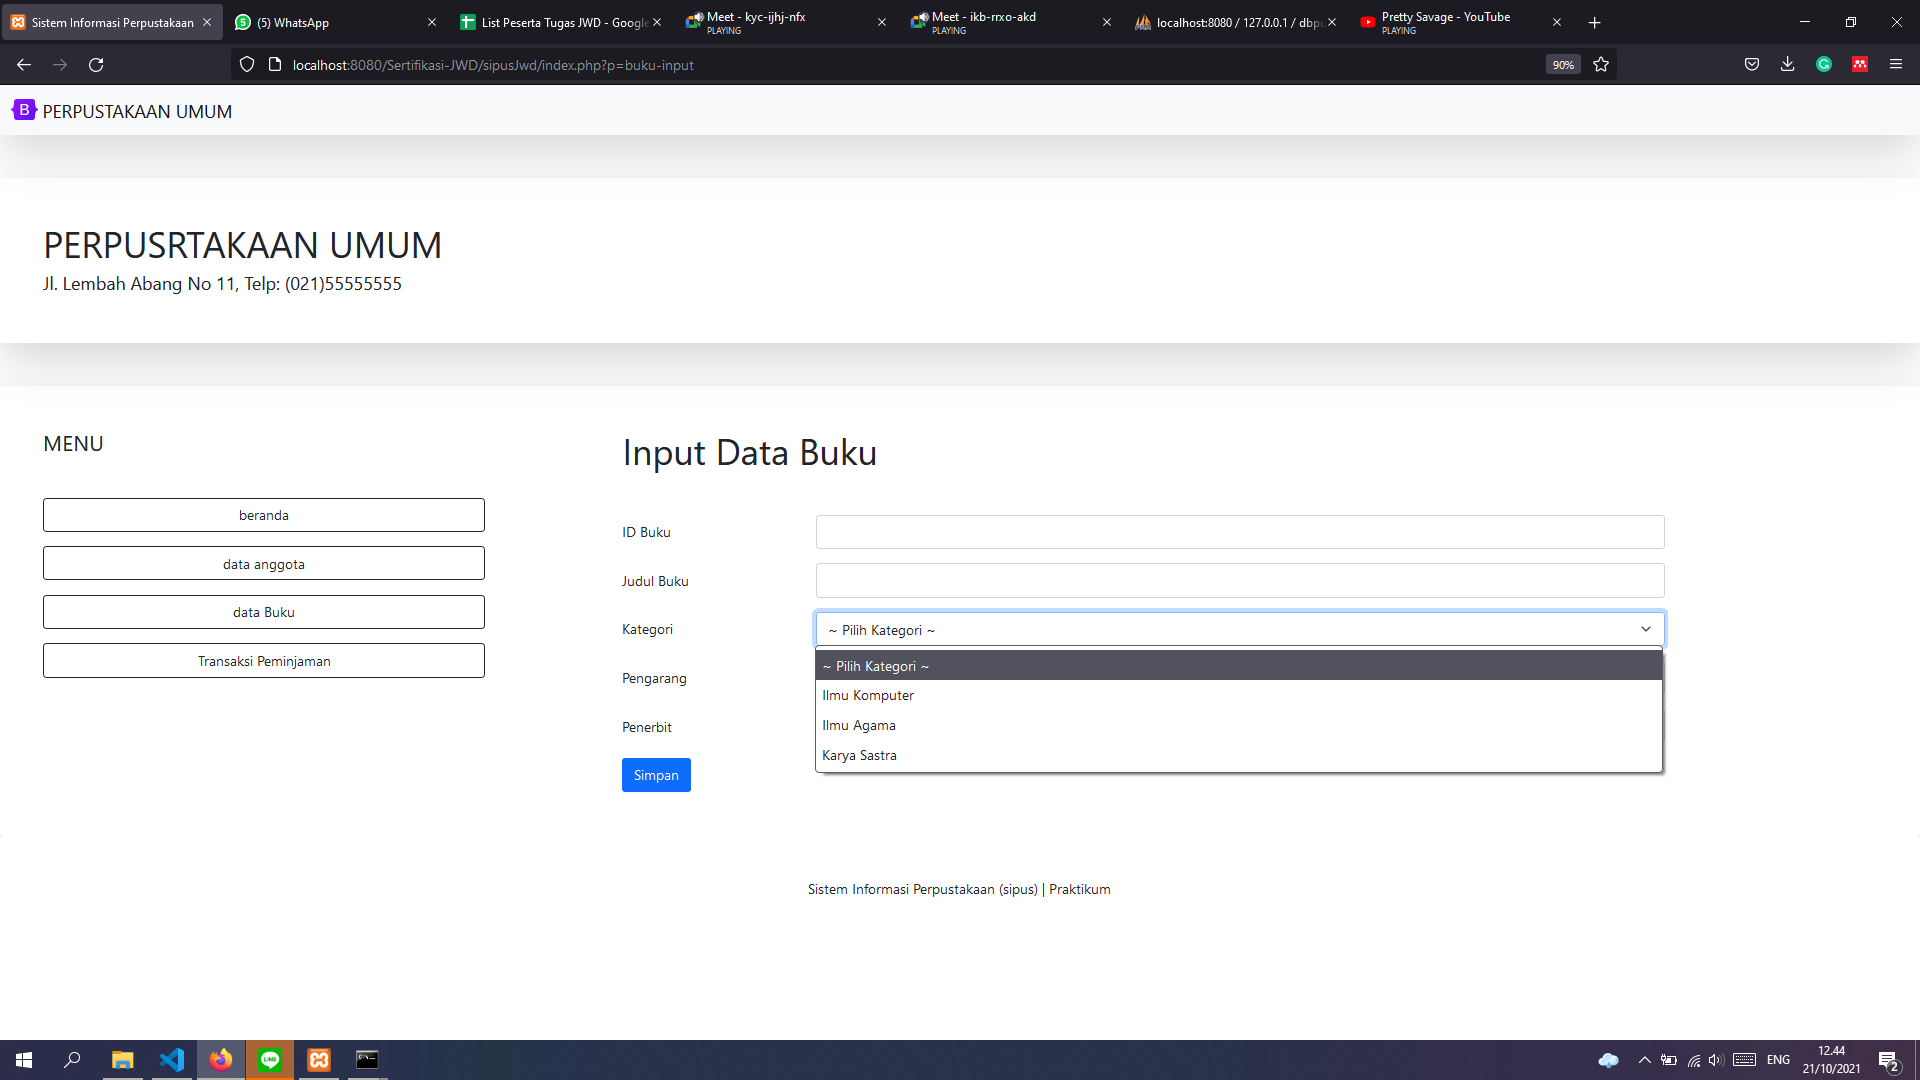 Sistem Informasi Perpustakaan
(5) WhatsApp
List Peserta Tugas JWD - Google
Meet - kyc-ijhj-nfx
PLAYING
Meet - ikb-rrxo-akd
PLAYING
localhost:8080 / 127.0.0.1 / dbpu
Pretty Savage - YouTube
PLAYING
localhost:8080/Sertifikasi-JWD/sipusJwd/index.php?p=buku-input
90%
B PERPUSTAKAAN UMUM
PERPUSRTAKAAN UMUM
Jl. Lembah Abang No 11, Telp: (021)55555555
MENU
beranda
data anggota
data Buku
Transaksi Peminjaman
Input Data Buku
ID Buku
Judul Buku
Kategori
~ Pilih Kategori ~
~ Pilih Kategori ~
Ilmu Komputer
Ilmu Agama
Karya Sastra
Pengarang
Penerbit
Simpan
Sistem Informasi Perpustakaan (sipus) | Praktikum
LINE
ENG
12.44
21/10/2021
2